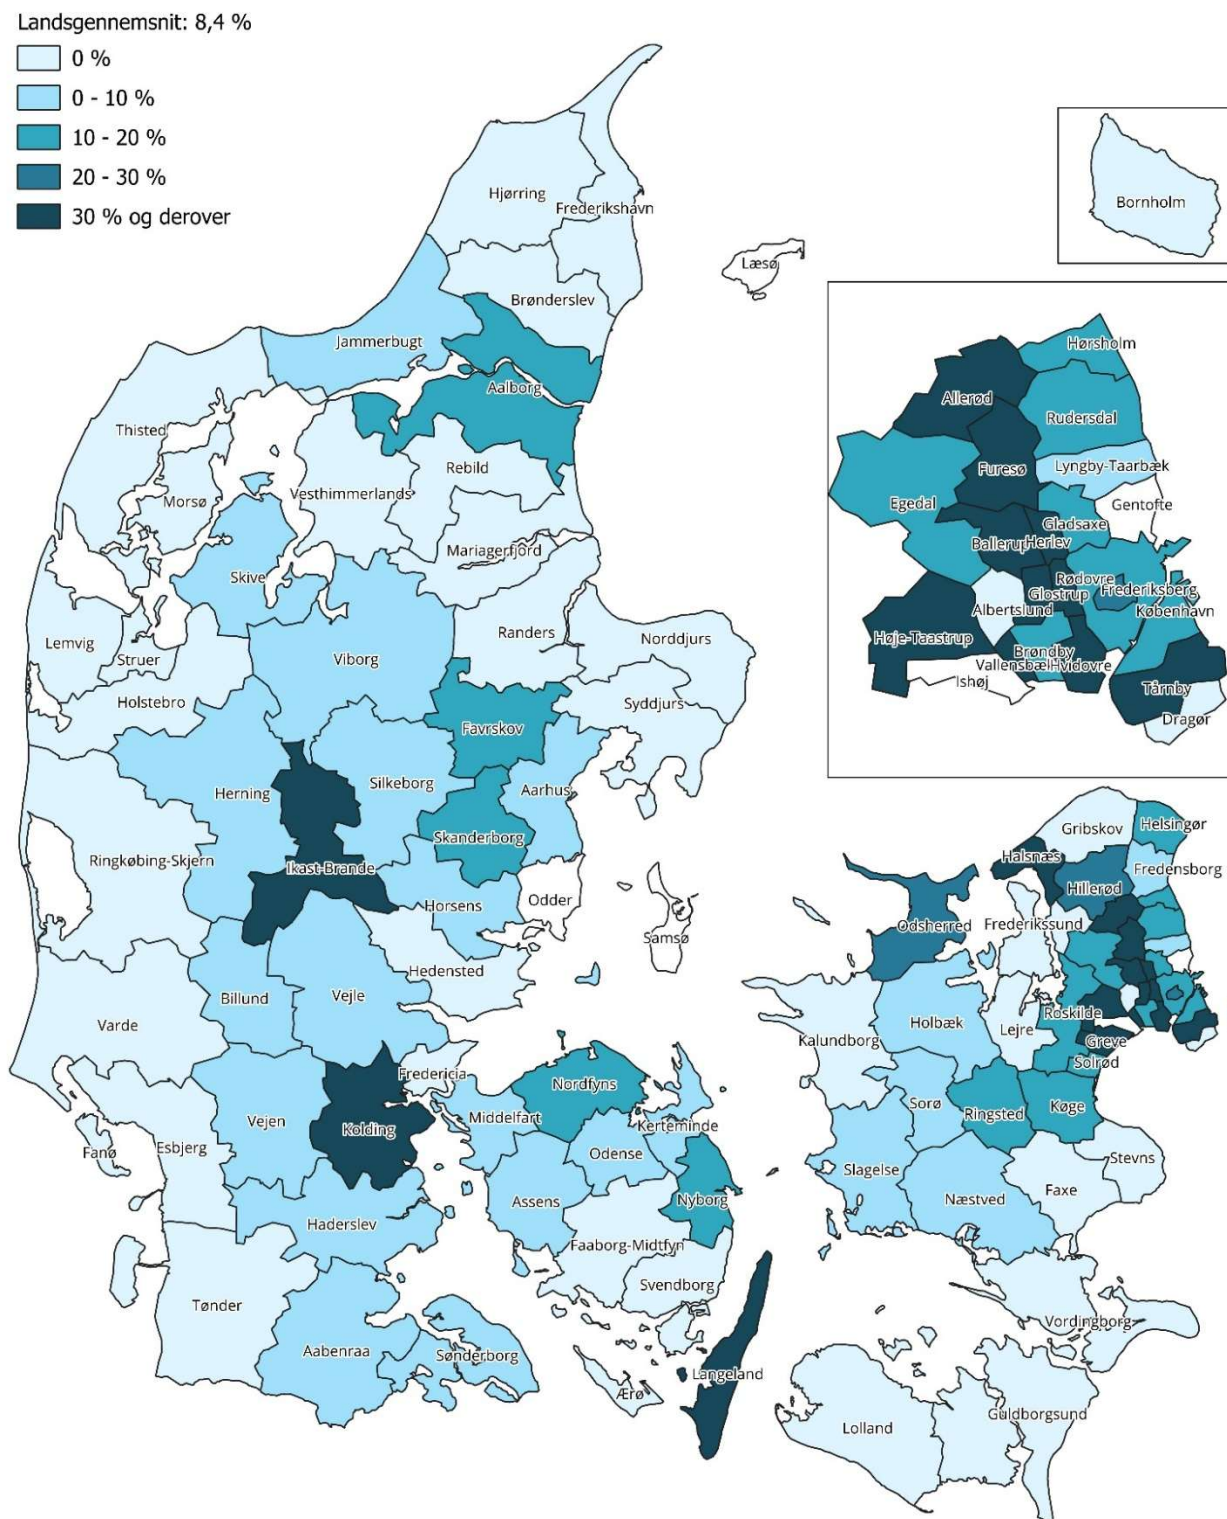 Landsgennemsnit: 8,4 %
0 %
0 - 10 %
10 - 20 %
20 - 30 %
30 % og derover
Hjørring
Frederikshavn
Brønderslev
Jammerbugt
Læsø
Bornholm
Aalborg
Thisted
Rebild
Morsø
Vesthimmerlands
Mariagerfjord
Skive
Lemvig
Struer
Randers
Norddjurs
Viborg
Holstebro
Syddjurs
Favrskov
Herning
Silkeborg
Aarhus
Skanderborg
Ringkøbing-Skjern
Ikast-Brande
Horsens
Odder
Samsø
Hedensted
Billund
Vejle
Varde
Fredericia
Vejen
Kolding
Esbjerg
Fanø
Haderslev
Tønder
Aabenraa
Sønderborg
Nordfyns
Middelfart
Kerteminde
Odense
Assens
Nyborg
Faaborg-Midtfyn
Svendborg
Langeland
Ærø
Hørsholm
Allerød
Rudersdal
Furesø
Lyngby-Taarbæk
Egedal
Gentofte
Gladsaxe
Ballerup
Herlev
Rødovre
Frederiksberg
Glostrup
København
Albertslund
Høje-Taastrup
Brøndby
Vallensbæk
Hvidovre
Ishøj
Tårnby
Dragør
Gribskov
Helsingør
Halsnæs
Fredensborg
Hillerød
Odsherred
Frederikssund
Roskilde
Holbæk
Lejre
Kalundborg
Greve
Solrød
Sorø
Ringsted
Køge
Stevns
Slagelse
Næstved
Faxe
Vordingborg
Guldborgsund
Lolland